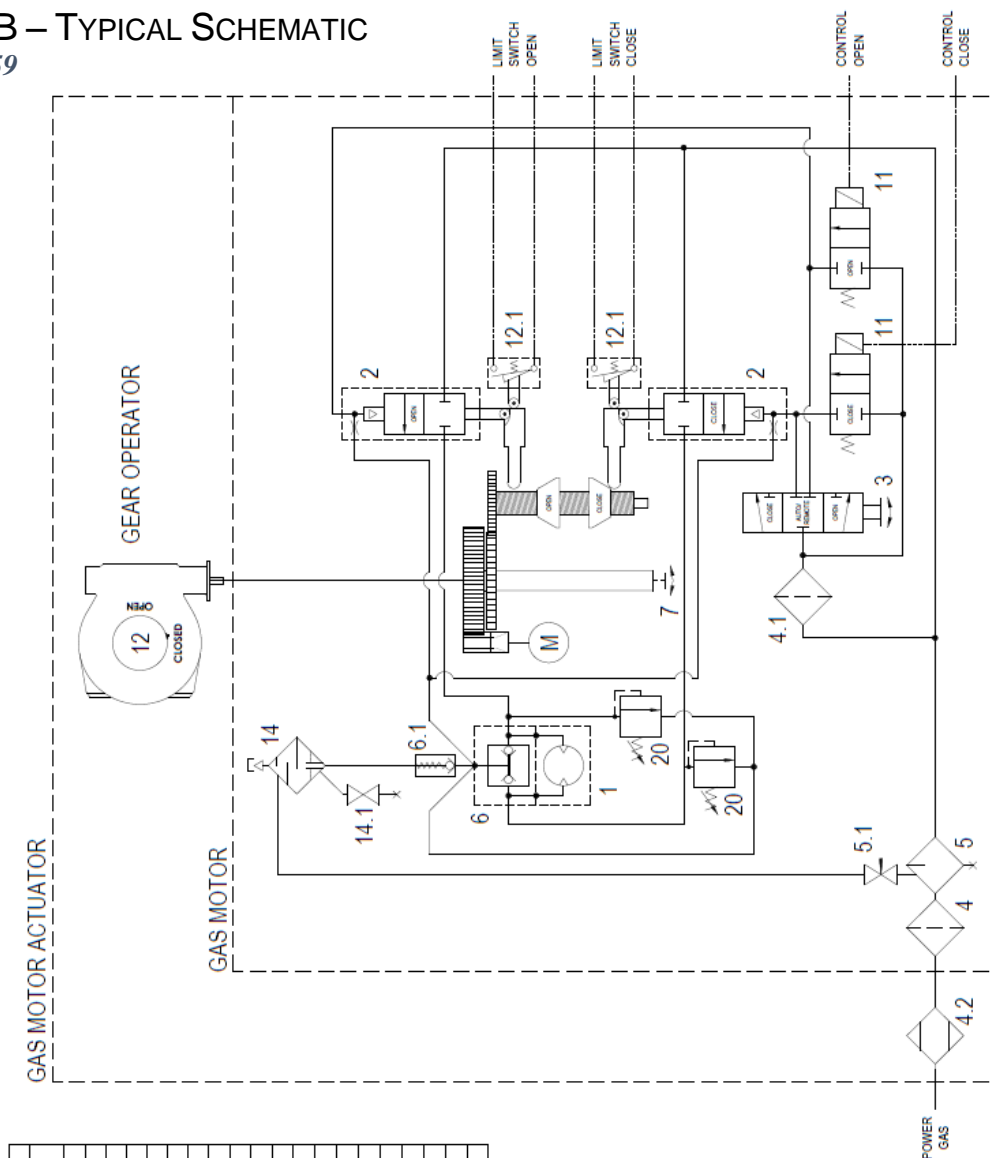 B – TYPICAL SCHEMATIC
59
GAS MOTOR ACTUATOR
GAS MOTOR
GEAR OPERATOR
LIMIT
SWITCH
OPEN
LIMIT
SWITCH
CLOSE
CONTROL
OPEN
CONTROL
CLOSE
12
OPEN
CLOSED
2
OPEN
12.1
12.1
2
CLOSE
11
OPEN
11
CLOSE
3
CLOSE
AUTO/
REMOTE
OPEN
OPEN
CLOSE
7
M
4.1
14
14.1
6.1
6
1
20
20
5.1
5
4
4.2
POWER
GAS